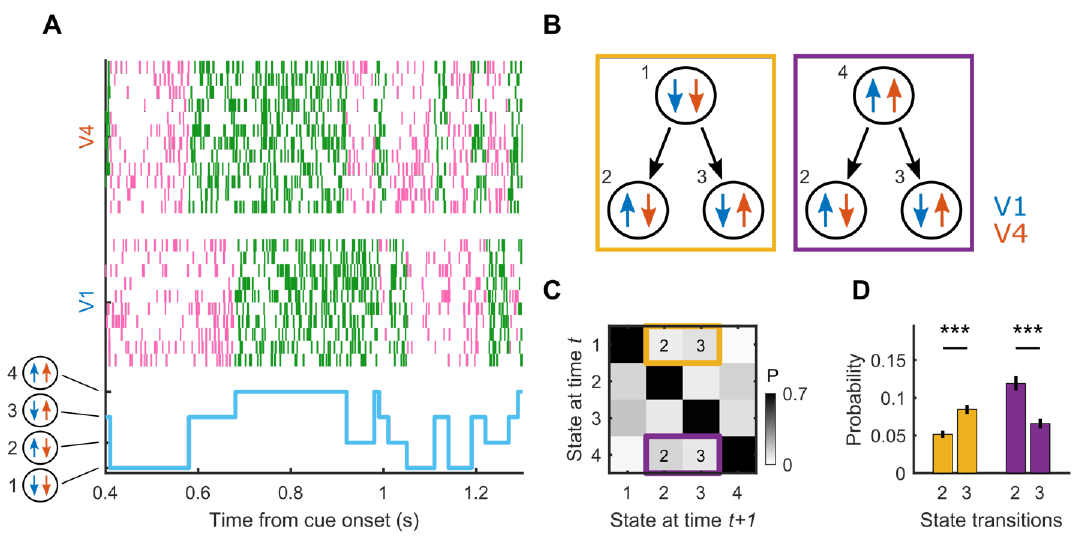 A
V4
V1
4
3
2
1
0.4
0.6
0.8
1
1.2
Time from cue onset (s)
B
1
2
3
4
2
3
V1
V4
C
State at time t
1
2
3
4
2
3
2
3
1
2
3
4
State at time t+1
P
0.7
0
D
Probability
0.15
0.1
0.05
0
***
***
2
3
2
3
State transitions